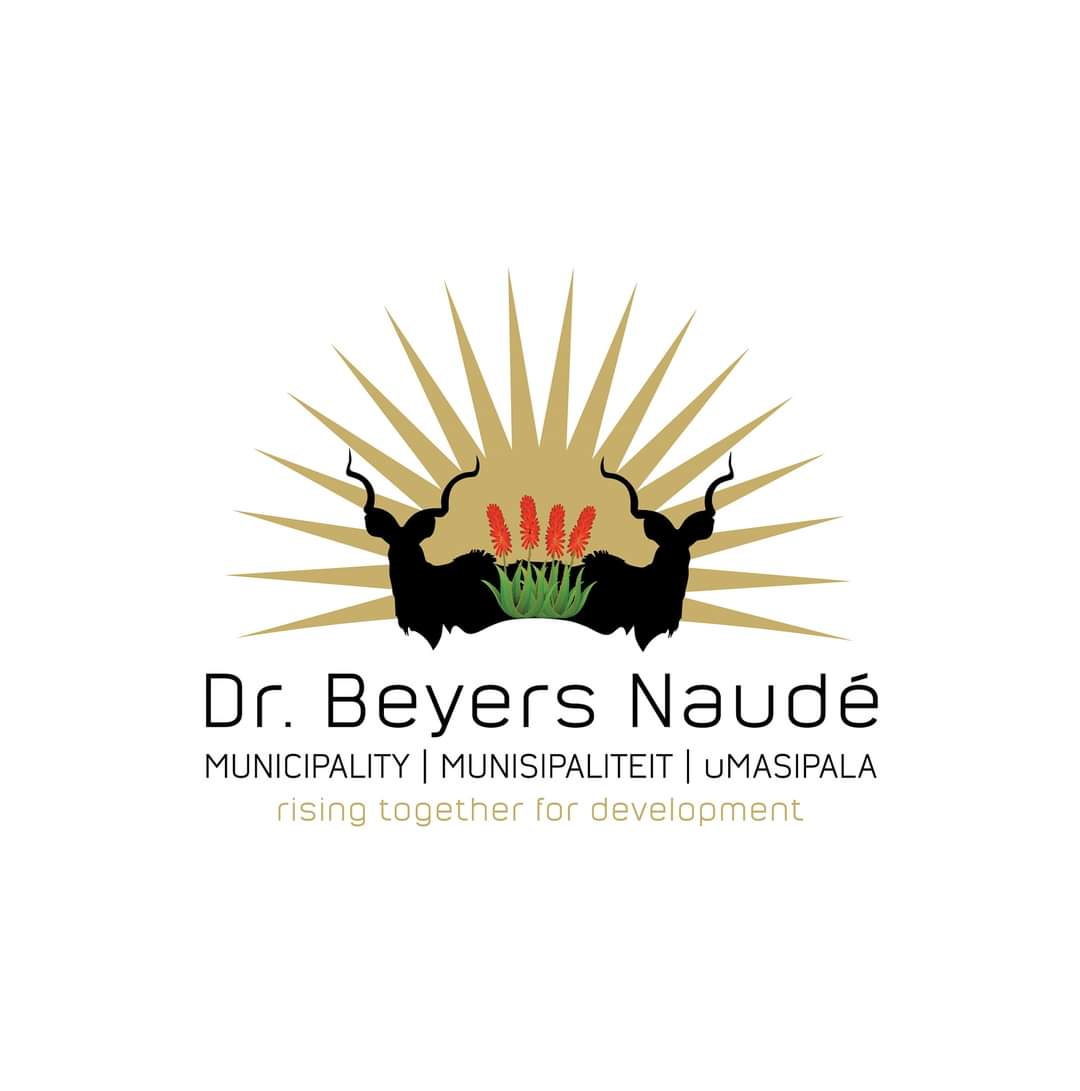 Dr. Beyers Naudé
MUNICIPALITY | MUNISIPALITEIT | uMASIPALA
rising together for development